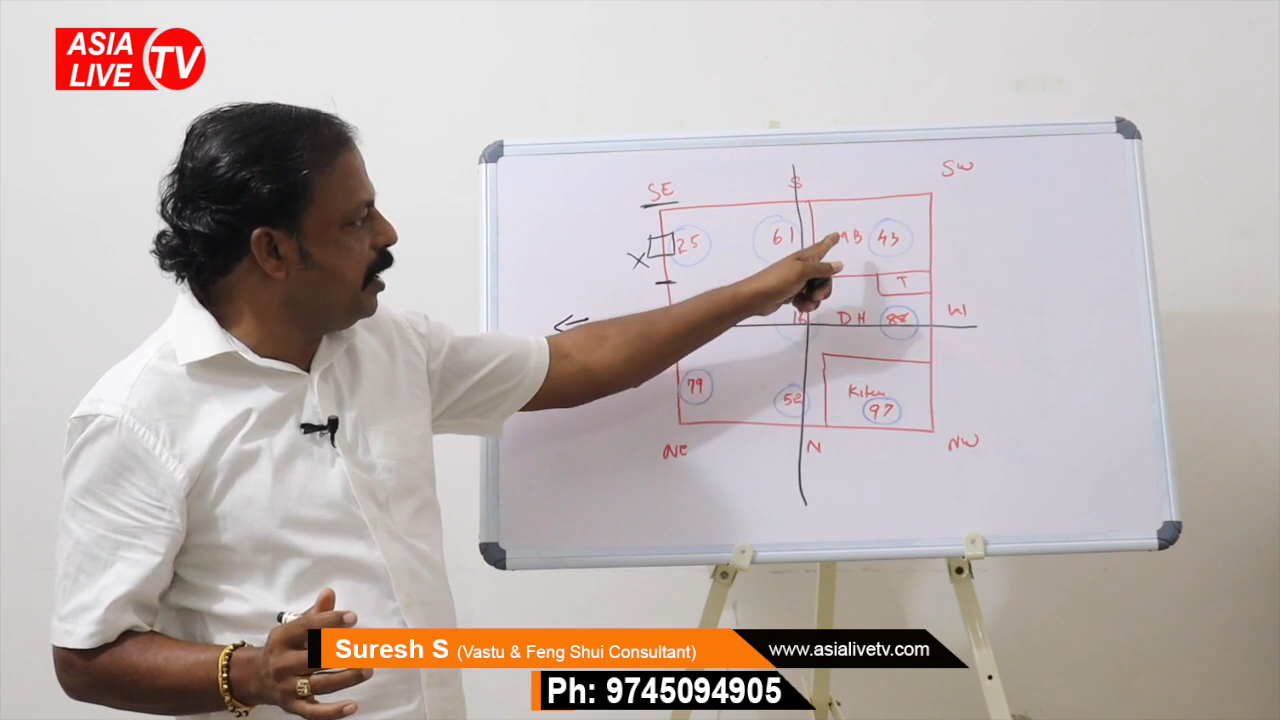 ASIA
LIVE
TV
SW
S
SE
25
61
MB 43
T
W
16
DH 88
79
52
97
NE
N
NW
X
Suresh S (Vastu & Feng Shui Consultant)
www.asialivetv.com
Ph: 9745094905